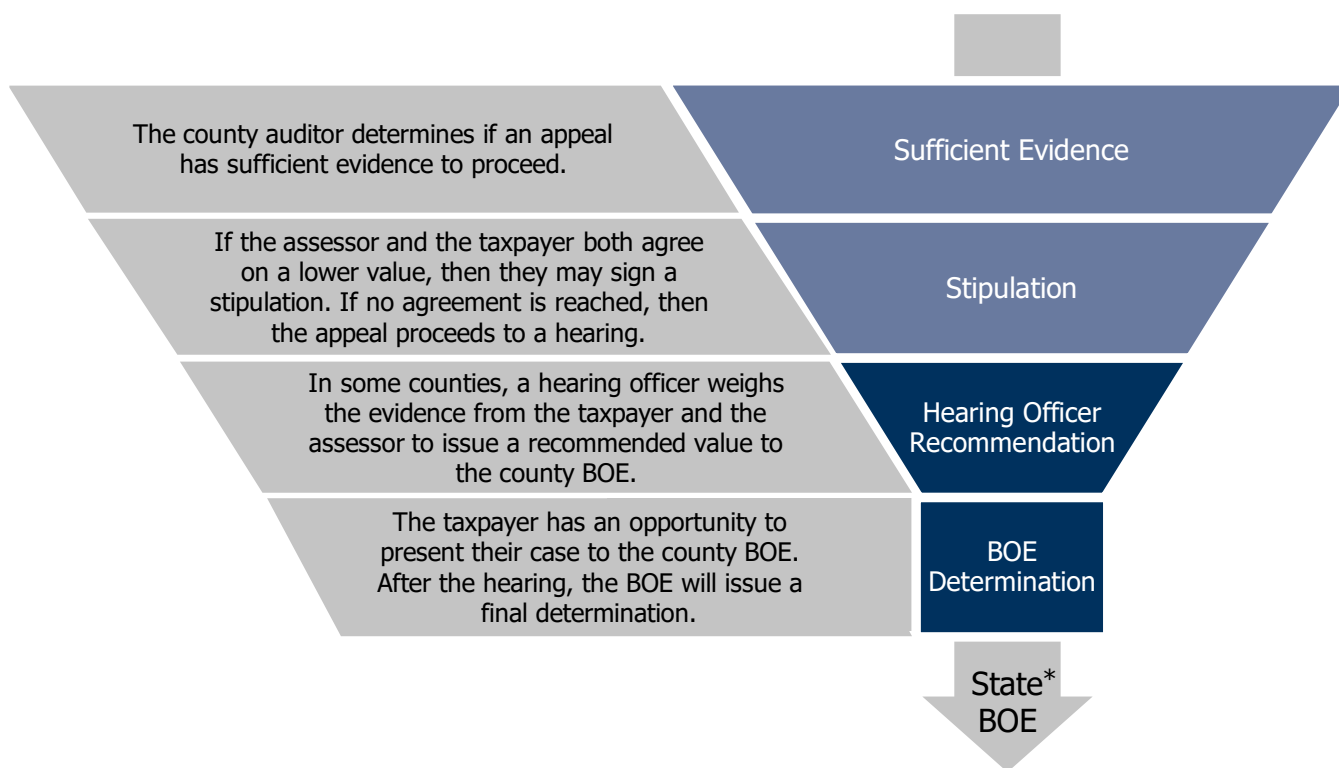 The county auditor determines if an appeal
has sufficient evidence to proceed.
Sufficient Evidence
If the assessor and the taxpayer both agree
on a lower value, then they may sign a
stipulation. If no agreement is reached, then
the appeal proceeds to a hearing.
Stipulation
In some counties, a hearing officer weighs
the evidence from the taxpayer and the
assessor to issue a recommended value to
the county BOE.
Hearing Officer
Recommendation
The taxpayer has an opportunity to
present their case to the county BOE.
After the hearing, the BOE will issue a
final determination.
BOE
Determination
State*
BOE